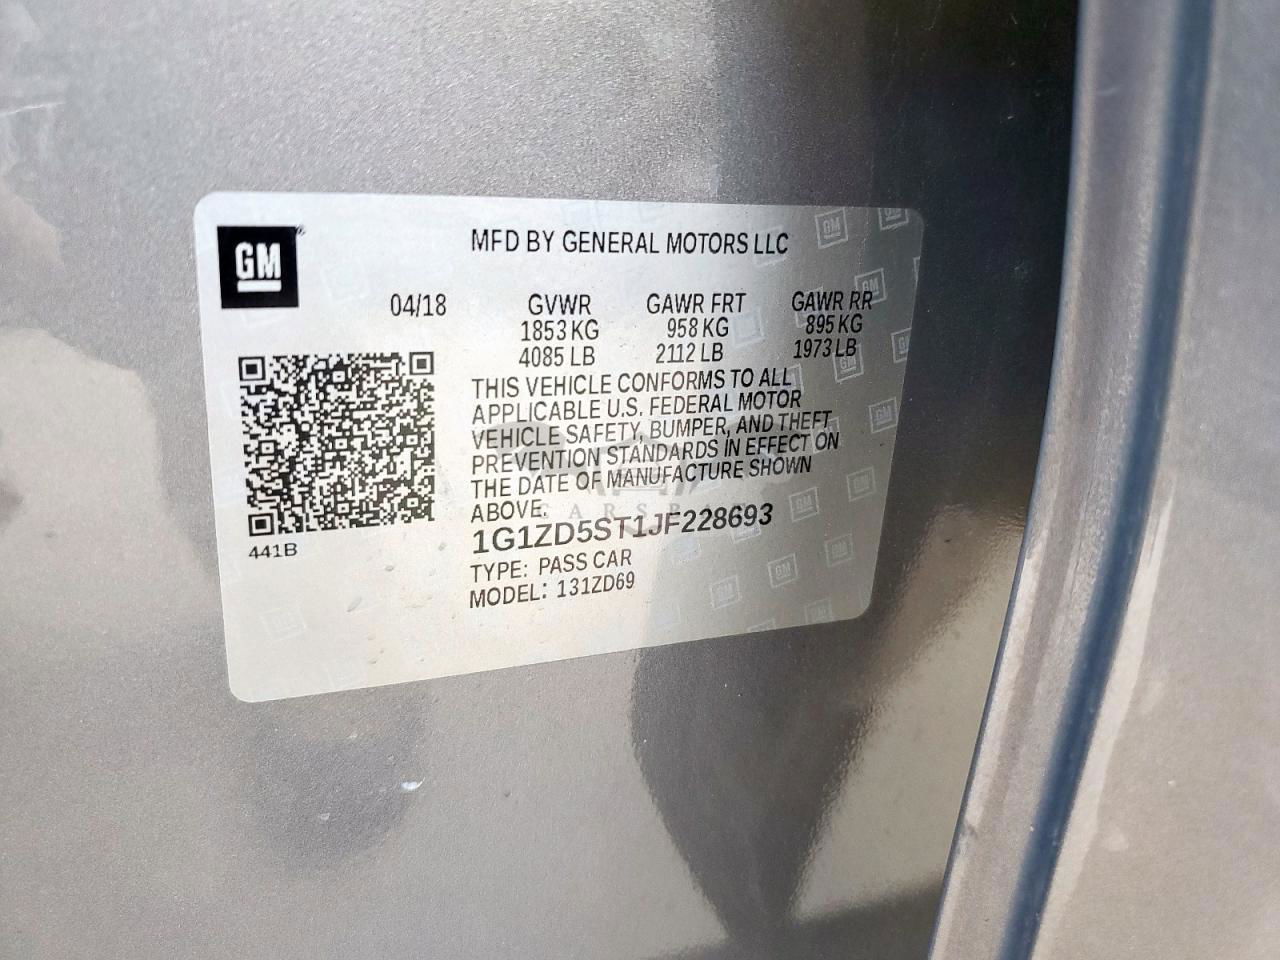 GM
MFD BY GENERAL MOTORS LLC
04/18 GVWR GAWR FRT GAWR RR
1853 KG 958 KG 895 KG
4085 LB 2112 LB 1973 LB
THIS VEHICLE CONFORMS TO ALL
APPLICABLE U.S. FEDERAL MOTOR
VEHICLE SAFETY, BUMPER, AND THEFT
PREVENTION STANDARDS IN EFFECT ON
THE DATE OF MANUFACTURE SHOWN
ABOVE.
1G1ZD5ST1JF228693
TYPE: PASS CAR
MODEL: 131ZD69
441B